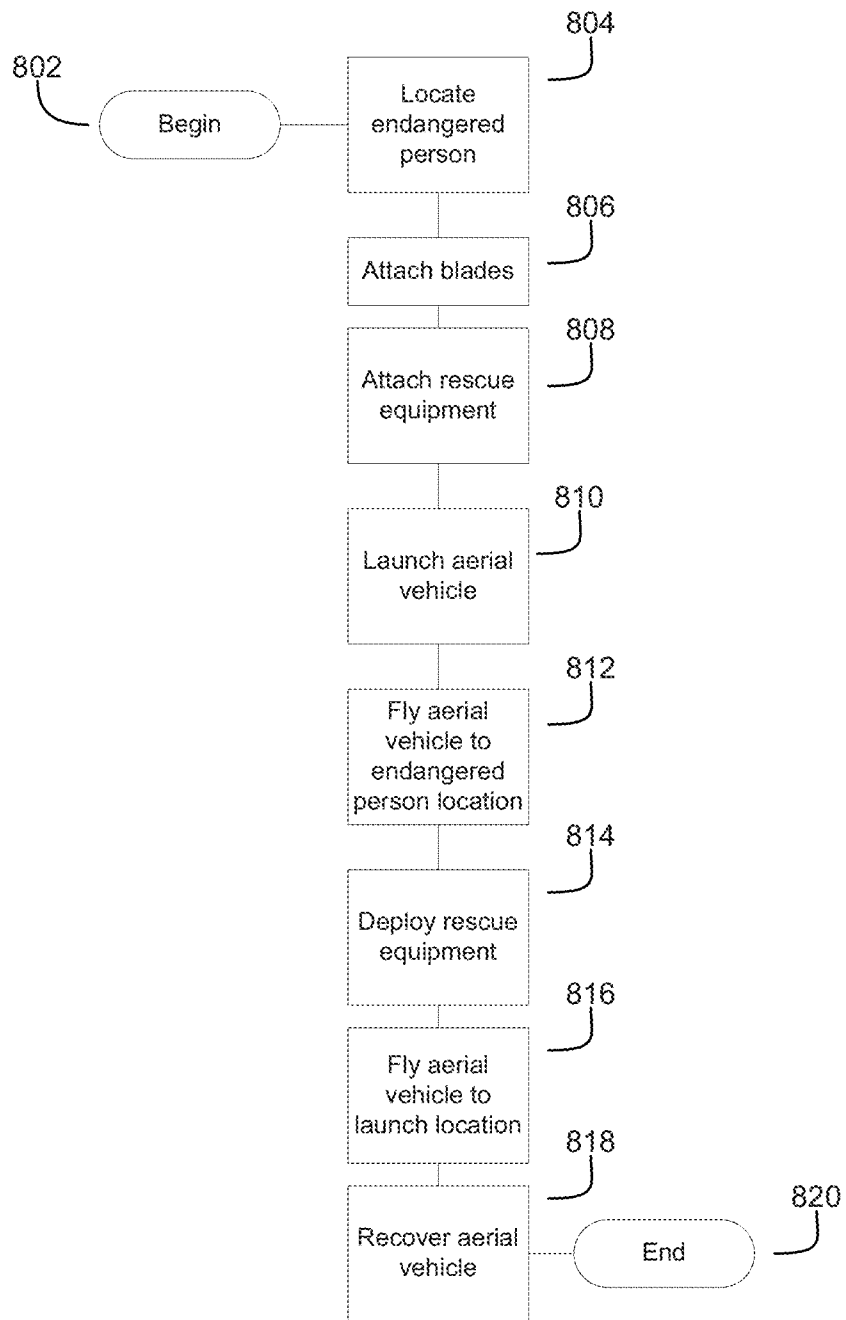 802
Begin
804
Locate
endangered
person
806
Attach blades
808
Attach rescue
equipment
810
Launch aerial
vehicle
812
Fly aerial
vehicle to
endangered
person location
814
Deploy rescue
equipment
816
Fly aerial
vehicle to
launch location
818
Recover aerial
vehicle
820
End